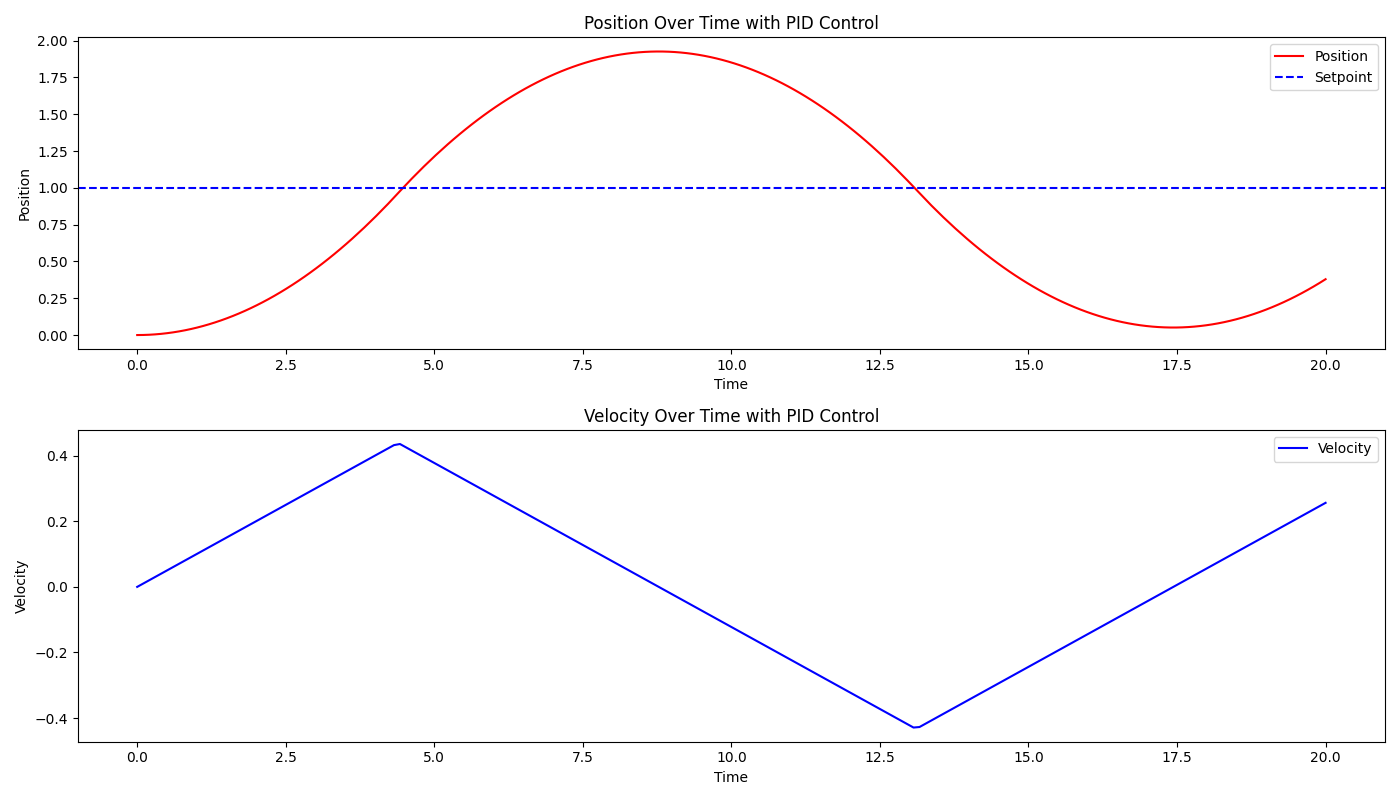 Position Over Time with PID Control
Position
Setpoint
2.00
1.75
1.50
1.25
1.00
0.75
0.50
0.25
0.00
Position
0.0 2.5 5.0 7.5 10.0 12.5 15.0 17.5 20.0
Time
Velocity Over Time with PID Control
Velocity
0.4
0.2
0.0
−0.2
−0.4
Velocity
0.0 2.5 5.0 7.5 10.0 12.5 15.0 17.5 20.0
Time